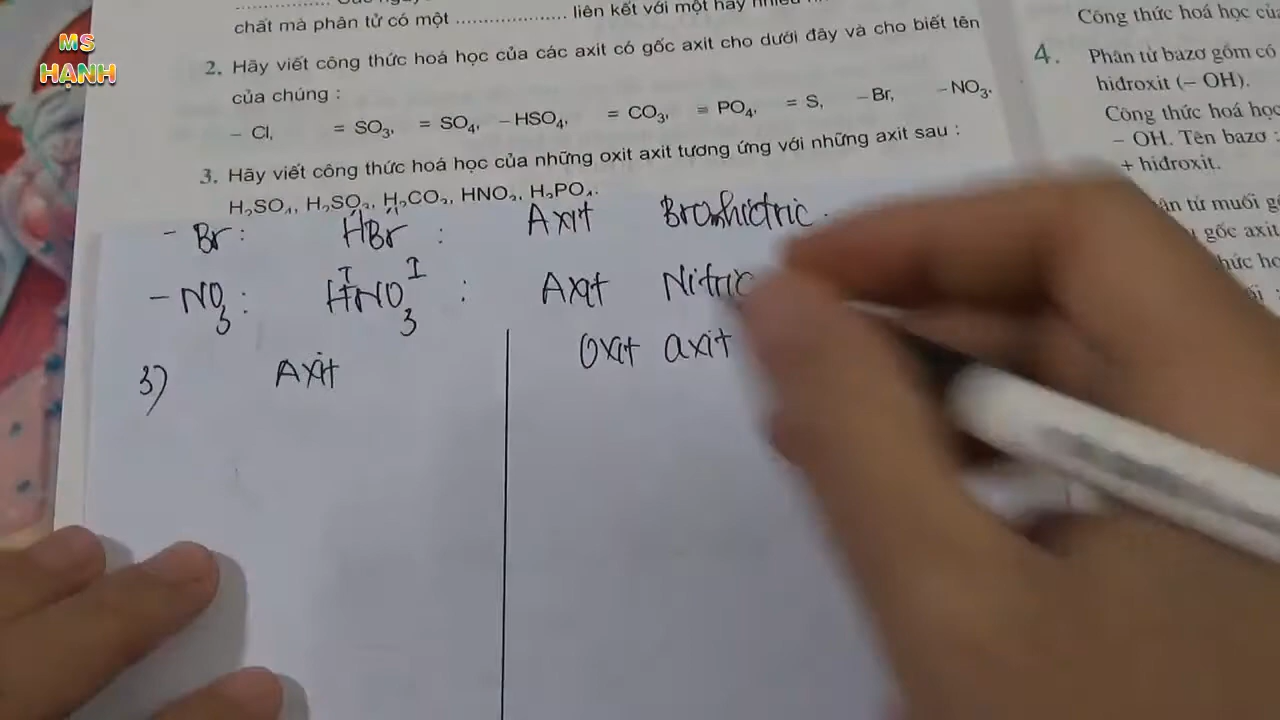 MS
HẠNH
chất mà phân tử có một ................... liên kết với một hay nhiều
2. Hãy viết công thức hoá học của các axit có gốc axit cho dưới đây và cho biết tên
của chúng :
– Cl, = SO₃, = SO₄, – HSO₄, = CO₃, ≡ PO₄, = S, – Br, – NO₃.
3. Hãy viết công thức hoá học của những oxit axit tương ứng với những axit sau :
H₂SO₄, H₂SO₃, H₂CO₃, HNO₃, H₃PO₄.
- Br: HBr : Axit Bromhidric.
- NO₃: HNO₃ : Axit Nitric
I I
3) Axit Oxit axit
Công thức hoá học
4. Phân tử bazơ gồm có
hiđroxit (– OH).
Công thức hoá học
– OH. Tên bazơ :
+ hiđroxit.
tử muối
gốc axit